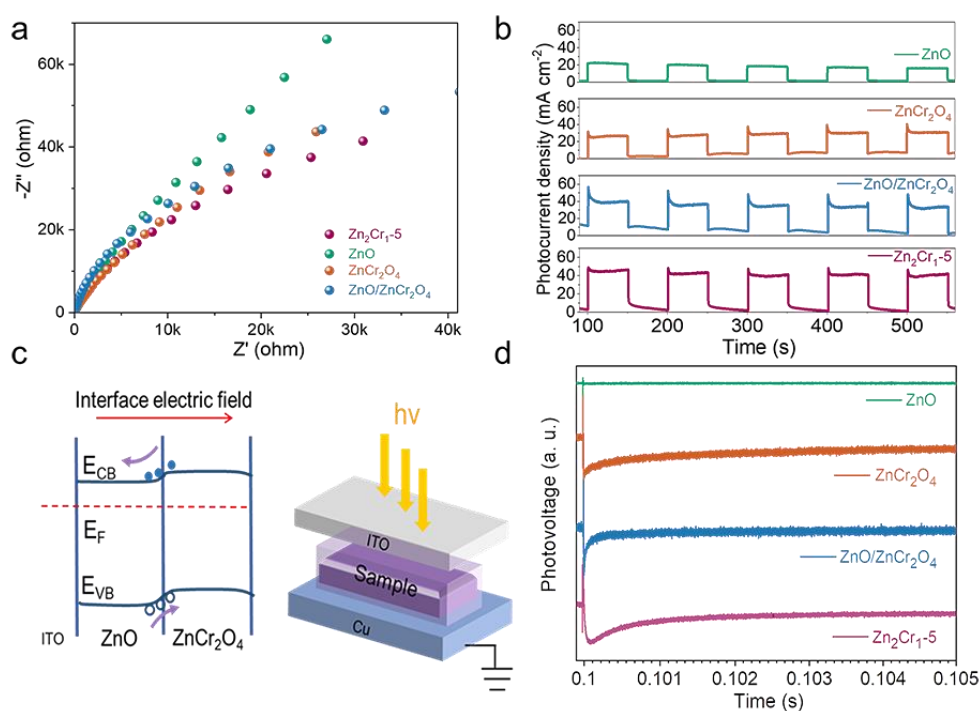 a
60k
40k
20k
0
0
10k
20k
30k
40k
-Z'' (ohm)
Z' (ohm)
Zn₂Cr₁-5
ZnO
ZnCr₂O₄
ZnO/ZnCr₂O₄
b
Photocurrent density (mA cm⁻²)
60
40
20
0
ZnO
60
40
20
0
ZnCr₂O₄
60
40
20
0
ZnO/ZnCr₂O₄
60
40
20
0
Zn₂Cr₁-5
100
200
300
400
500
Time (s)
c
Interface electric field
E_CB
E_F
E_VB
ITO
ZnO
ZnCr₂O₄
hv
ITO
Sample
Cu
d
Photovoltage (a. u.)
ZnO
ZnCr₂O₄
ZnO/ZnCr₂O₄
Zn₂Cr₁-5
0.1
0.101
0.102
0.103
0.104
0.105
Time (s)